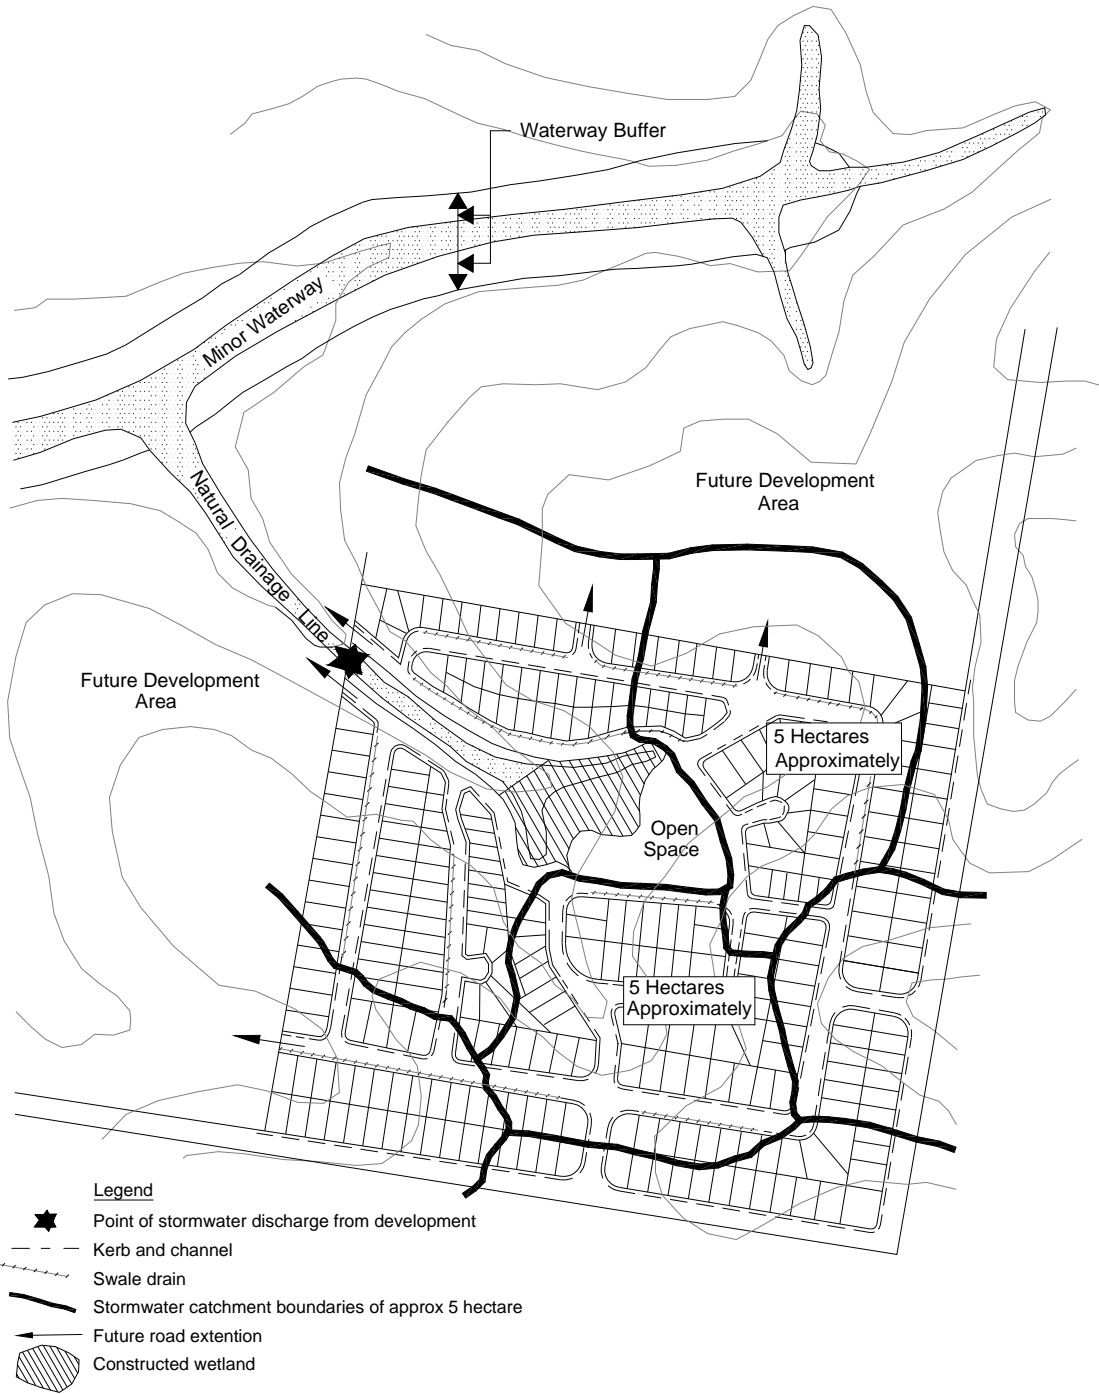 Waterway Buffer
Minor Waterway
Natural Drainage Line
Future Development
Area
Future Development
Area
5 Hectares
Approximately
Open
Space
5 Hectares
Approximately
Legend
Point of stormwater discharge from development
Kerb and channel
Swale drain
Stormwater catchment boundaries of approx 5 hectare
Future road extention
Constructed wetland